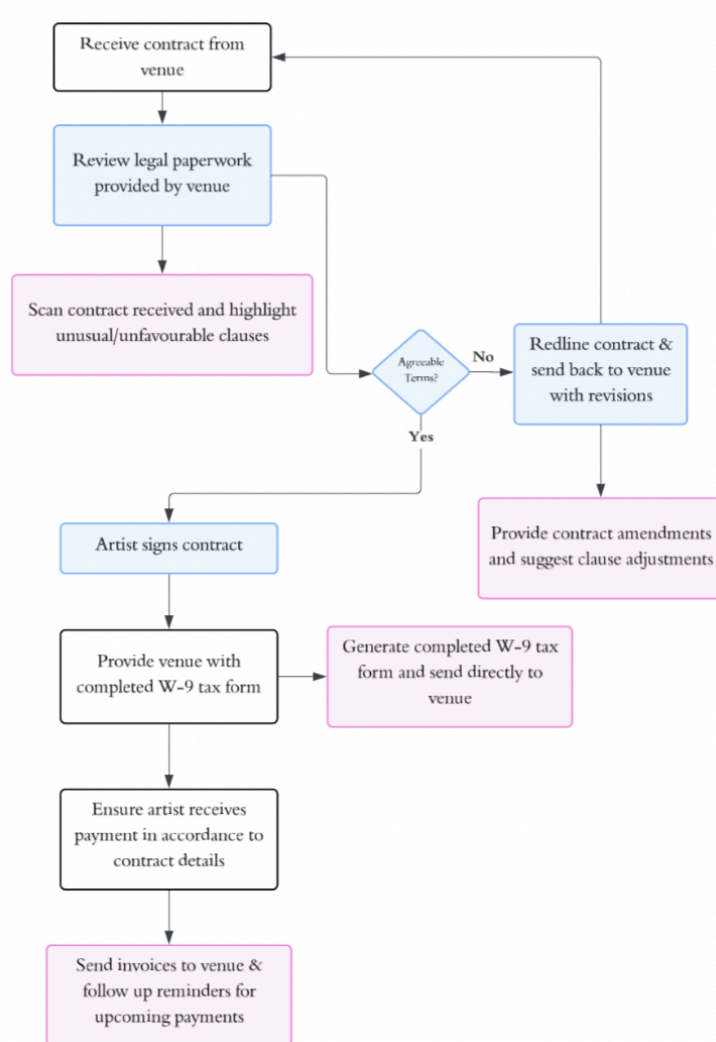 Receive contract from
venue
Review legal paperwork
provided by venue
Scan contract received and highlight
unusual/unfavourable clauses
Agreeable
Terms?
No
Redline contract &
send back to venue
with revisions
Yes
Provide contract amendments
and suggest clause adjustments
Artist signs contract
Provide venue with
completed W-9 tax form
Generate completed W-9 tax
form and send directly to
venue
Ensure artist receives
payment in accordance to
contract details
Send invoices to venue &
follow up reminders for
upcoming payments